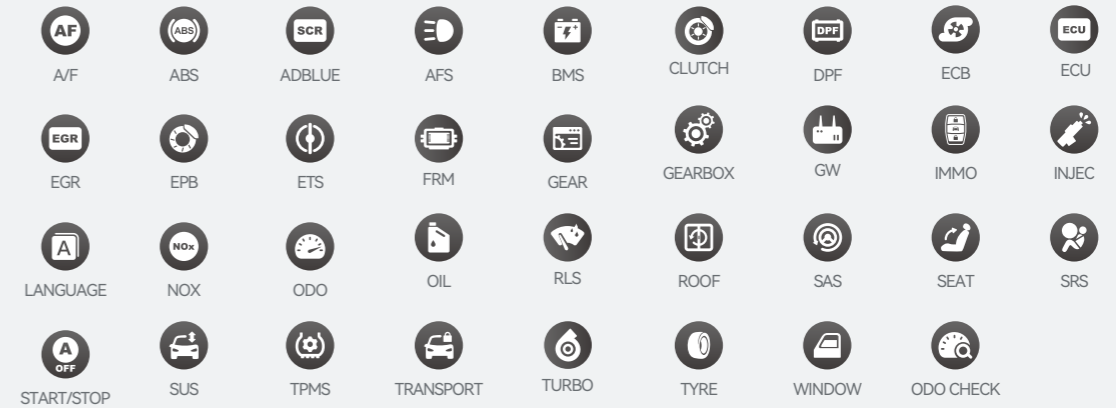 AF
ABS
SCR
DPF
ECU
A/F
ABS
ADBLUE
AFS
BMS
CLUTCH
DPF
ECB
ECU
EGR
EGR
EPB
ETS
FRM
GEAR
GEARBOX
GW
IMMO
INJEC
A
NOx
LANGUAGE
NOX
ODO
OIL
RLS
ROOF
SAS
SEAT
SRS
A
OFF
START/STOP
SUS
TPMS
TRANSPORT
TURBO
TYRE
WINDOW
ODO CHECK